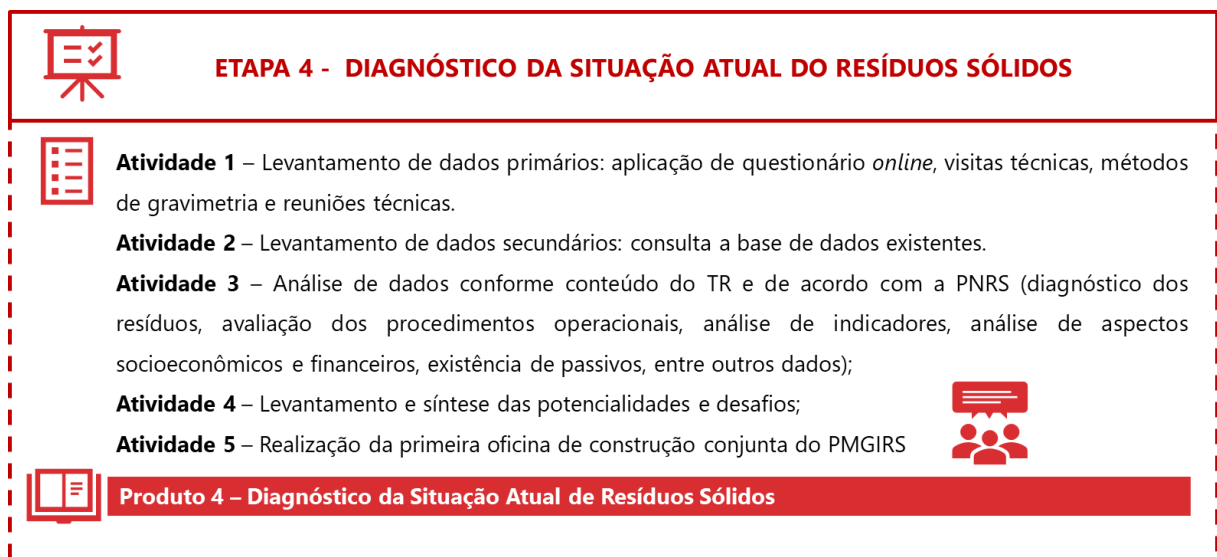 ETAPA 4 - DIAGNÓSTICO DA SITUAÇÃO ATUAL DO RESÍDUOS SÓLIDOS
Atividade 1 – Levantamento de dados primários: aplicação de questionário online, visitas técnicas, métodos
de gravimetria e reuniões técnicas.
Atividade 2 – Levantamento de dados secundários: consulta a base de dados existentes.
Atividade 3 – Análise de dados conforme conteúdo do TR e de acordo com a PNRS (diagnóstico dos
resíduos, avaliação dos procedimentos operacionais, análise de indicadores, análise de aspectos
socioeconômicos e financeiros, existência de passivos, entre outros dados);
Atividade 4 – Levantamento e síntese das potencialidades e desafios;
Atividade 5 – Realização da primeira oficina de construção conjunta do PMGIRS
Produto 4 – Diagnóstico da Situação Atual de Resíduos Sólidos